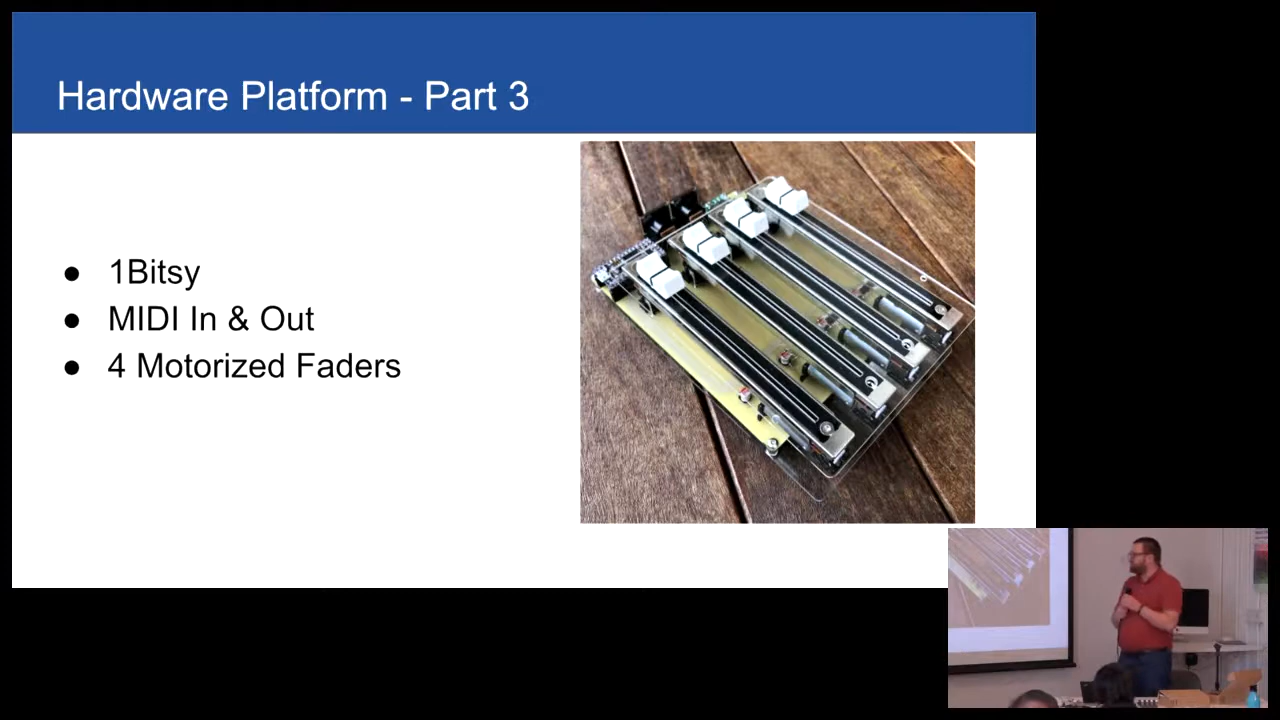 Hardware Platform - Part 3
● 1Bitsy
● MIDI In & Out
● 4 Motorized Faders